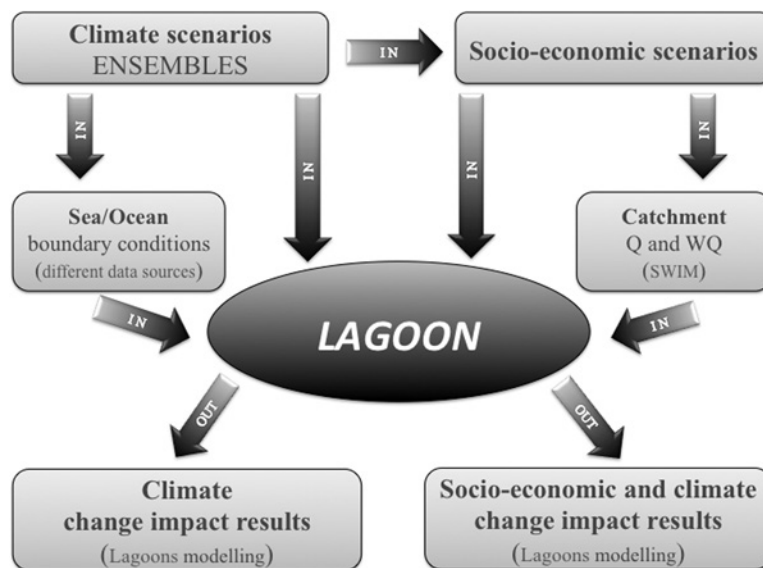 Climate scenarios
ENSEMBLES
IN
Socio-economic scenarios
IN
IN
IN
IN
Sea/Ocean
boundary conditions
(different data sources)
Catchment
Q and WQ
(SWIM)
IN
LAGOON
IN
OUT
OUT
Climate
change impact results
(Lagoons modelling)
Socio-economic and climate
change impact results
(Lagoons modelling)